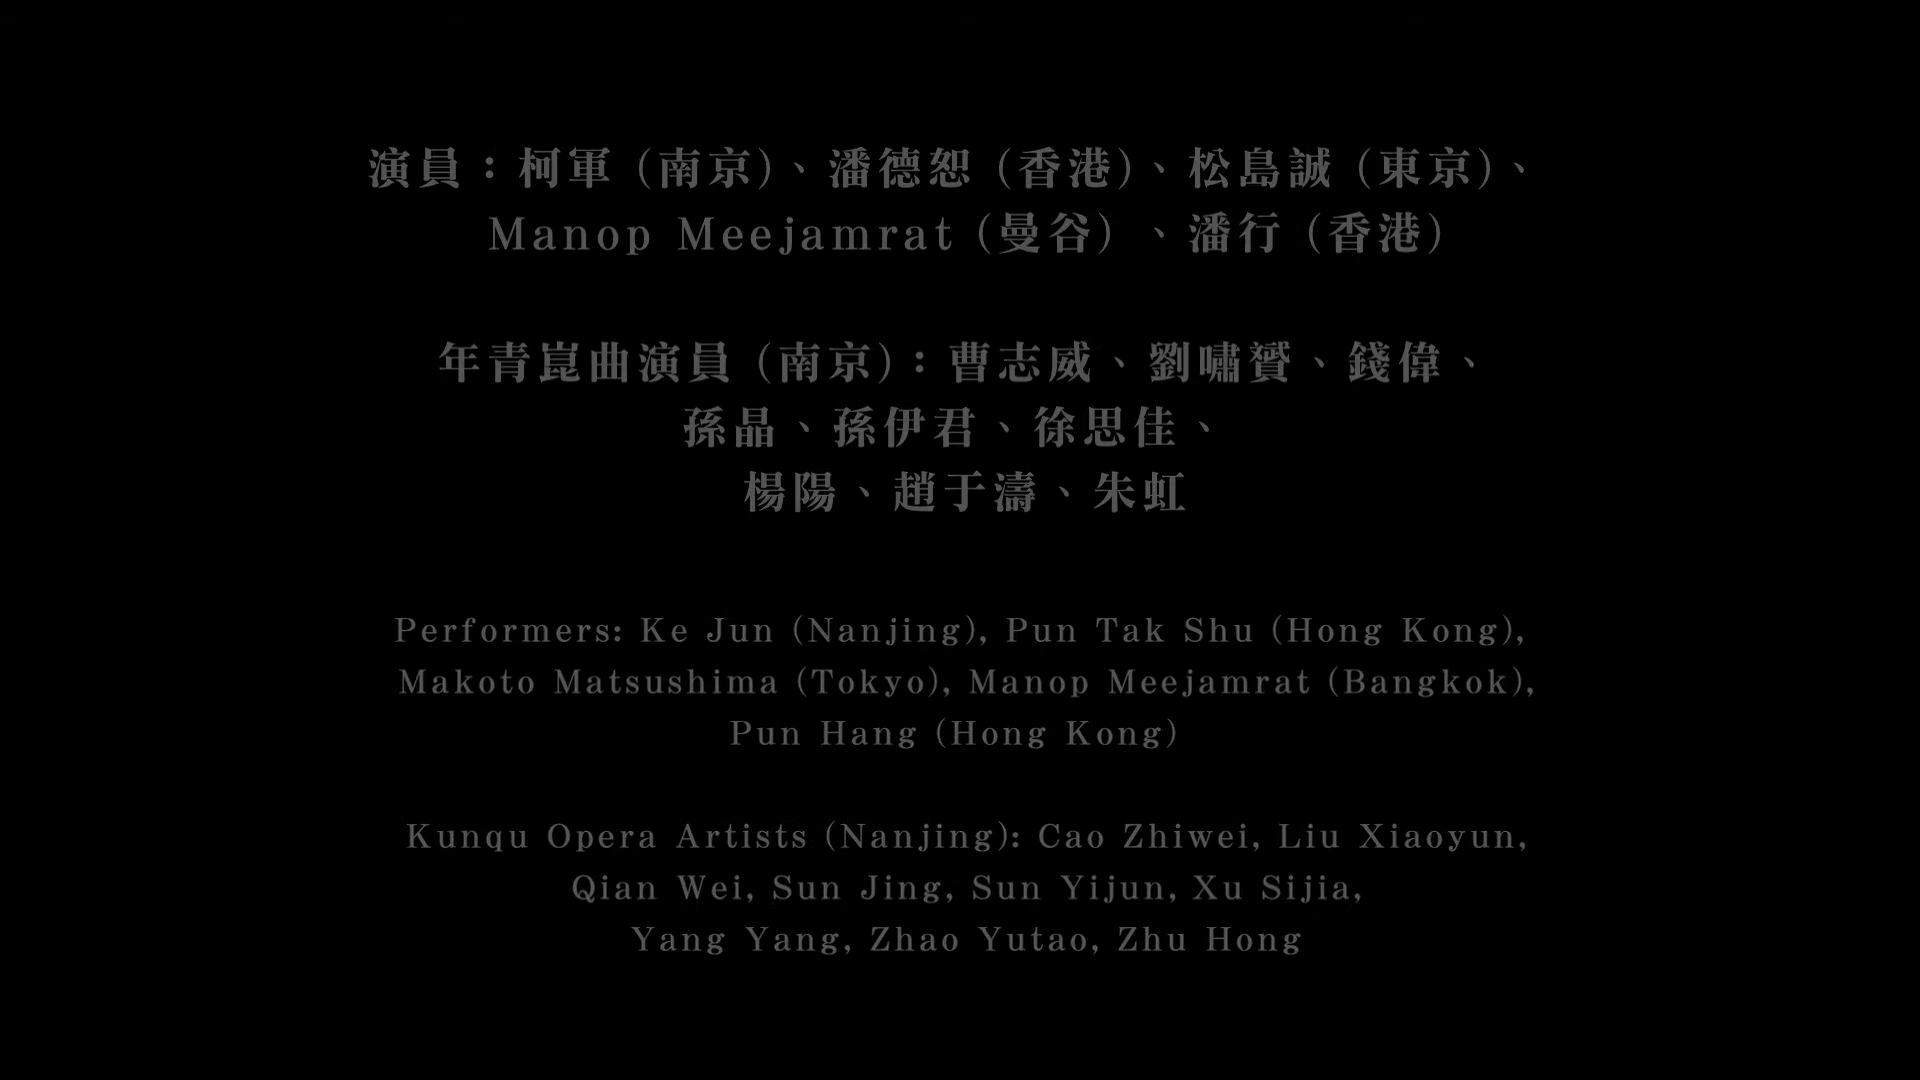 演員：柯軍 (南京)、潘德恕 (香港)、松島誠 (東京)、
Manop Meejamrat (曼谷) 、潘行 (香港)
年青崑曲演員 (南京)：曹志威、劉嘯贇、錢偉、
孫晶、孫伊君、徐思佳、
楊陽、趙于濤、朱虹
Performers: Ke Jun (Nanjing), Pun Tak Shu (Hong Kong),
Makoto Matsushima (Tokyo), Manop Meejamrat (Bangkok),
Pun Hang (Hong Kong)
Kunqu Opera Artists (Nanjing): Cao Zhiwei, Liu Xiaoyun,
Qian Wei, Sun Jing, Sun Yijun, Xu Sijia,
Yang Yang, Zhao Yutao, Zhu Hong